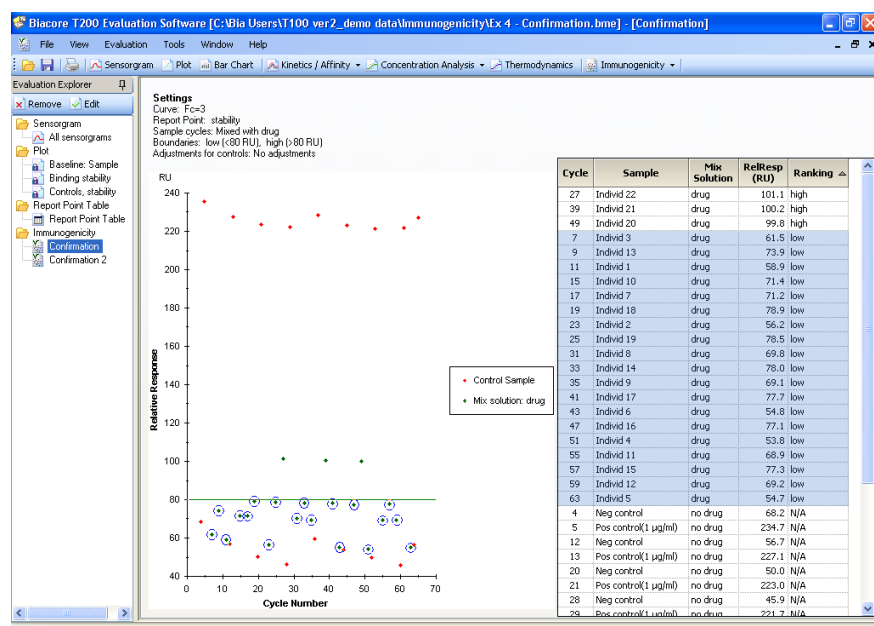 Biacore T200 Evaluation Software [C:\Bia Users\T100 ver2_demo data\Immunogenicity\Ex 4 - Confirmation.bme] - [Confirmation]
File View Evaluation Tools Window Help
Sensorgram Plot Bar Chart Kinetics / Affinity Concentration Analysis Thermodynamics Immunogenicity
Evaluation Explorer
Remove Edit
Sensorgram
All sensorgrams
Plot
Baseline: Sample
Binding stability
Controls, stability
Report Point Table
Report Point Table
Immunogenicity
Confirmation
Confirmation 2
Settings
Curve: Fc=3
Report Point: stability
Sample cycles: Mixed with drug
Boundaries: low (<80 RU), high (>80 RU)
Adjustments for controls: No adjustments
RU
240
220
200
180
160
140
120
100
80
60
40
Relative Response
0 10 20 30 40 50 60 70
Cycle Number
Control Sample
Mix solution: drug
Cycle Sample Mix Solution RelResp (RU) Ranking
27 Individ 22 drug 101.1 high
39 Individ 21 drug 100.2 high
49 Individ 20 drug 99.8 high
7 Individ 3 drug 61.5 low
9 Individ 13 drug 73.9 low
11 Individ 1 drug 58.9 low
15 Individ 10 drug 71.4 low
17 Individ 7 drug 71.2 low
19 Individ 18 drug 78.9 low
23 Individ 2 drug 56.2 low
25 Individ 19 drug 78.5 low
31 Individ 8 drug 69.8 low
33 Individ 14 drug 78.0 low
35 Individ 9 drug 69.1 low
41 Individ 17 drug 77.7 low
43 Individ 6 drug 54.8 low
47 Individ 16 drug 77.1 low
51 Individ 4 drug 53.8 low
55 Individ 11 drug 68.9 low
57 Individ 15 drug 77.3 low
59 Individ 12 drug 69.2 low
63 Individ 5 drug 54.7 low
4 Neg control no drug 68.2 N/A
5 Pos control(1 µg/ml) no drug 234.7 N/A
12 Neg control no drug 56.7 N/A
13 Pos control(1 µg/ml) no drug 227.1 N/A
20 Neg control no drug 50.0 N/A
21 Pos control(1 µg/ml) no drug 223.0 N/A
28 Neg control no drug 45.9 N/A
29 Pos control(1 µg/ml) no drug 221.7 N/A